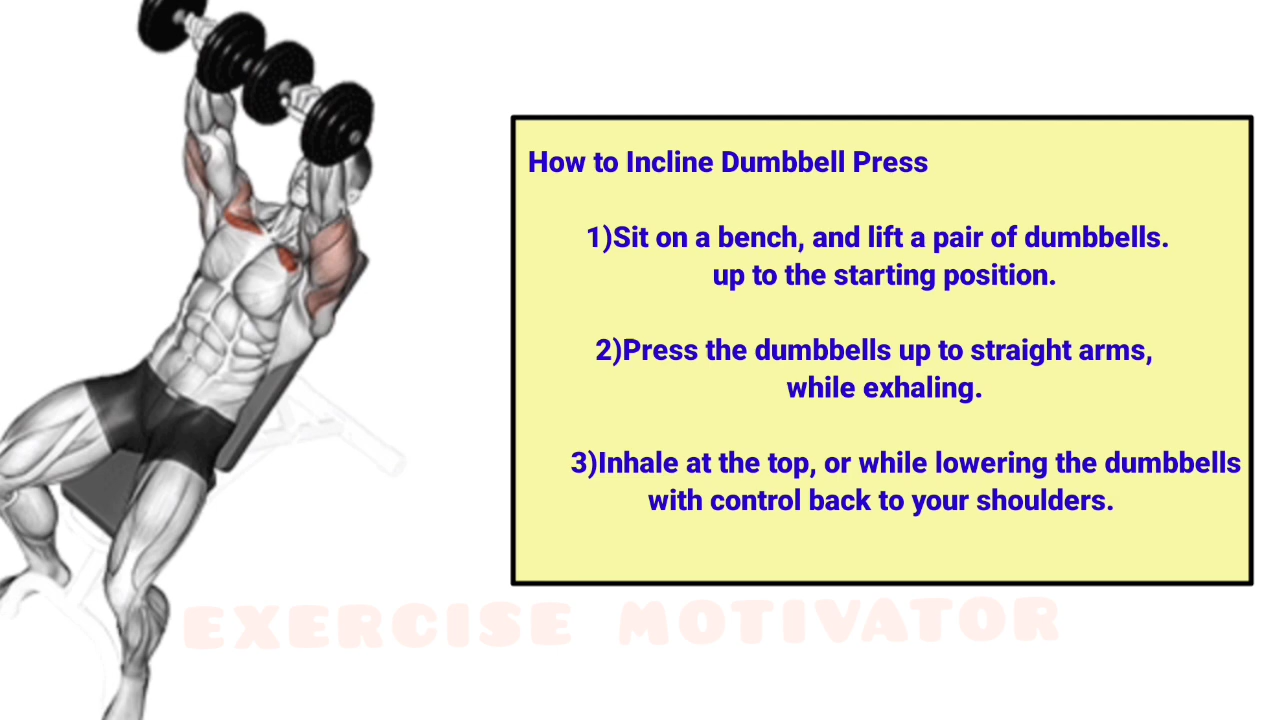 How to Incline Dumbbell Press
1)Sit on a bench, and lift a pair of dumbbells.
up to the starting position.
2)Press the dumbbells up to straight arms,
while exhaling.
3)Inhale at the top, or while lowering the dumbbells
with control back to your shoulders.
EXERCISE MOTIVATOR